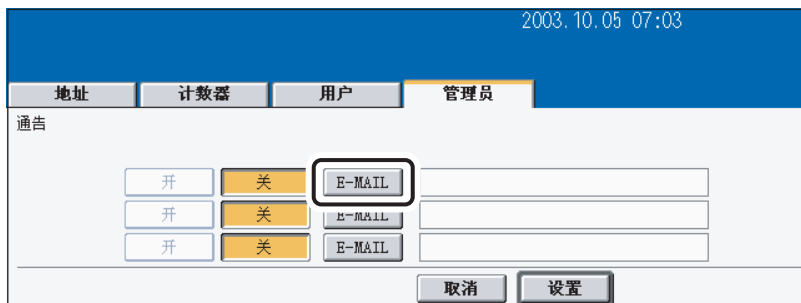 2003.10.05 07:03
地址 计数器 用户 管理员
通告
开 关 E-MAIL
开 关 E-MAIL
开 关 E-MAIL
取消 设置